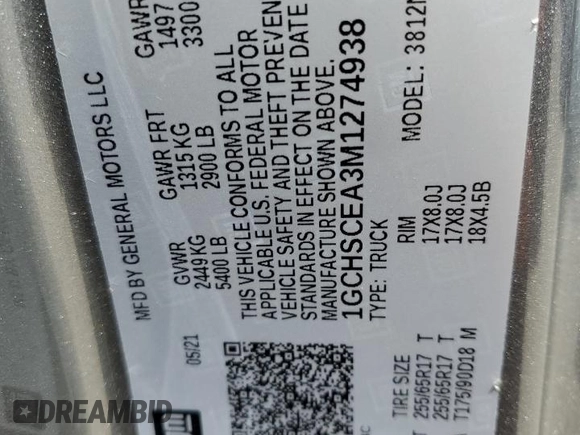 MFD BY GENERAL MOTORS LLC
05/21
GVWR GAWR FRT GAWR
2449 KG 1315 KG 1497
5400 LB 2900 LB 3300
THIS VEHICLE CONFORMS TO ALL
APPLICABLE U.S. FEDERAL MOTOR
VEHICLE SAFETY AND THEFT PREVEN
STANDARDS IN EFFECT ON THE DATE
MANUFACTURE SHOWN ABOVE.
1GCHSCEA3M1274938
TYPE: TRUCK MODEL: 3812
TIRE SIZE RIM
255/65R17 T 17X8.0J
255/65R17 T 17X8.0J
T175/90D18 M 18X4.5B
GM
DREAMBID